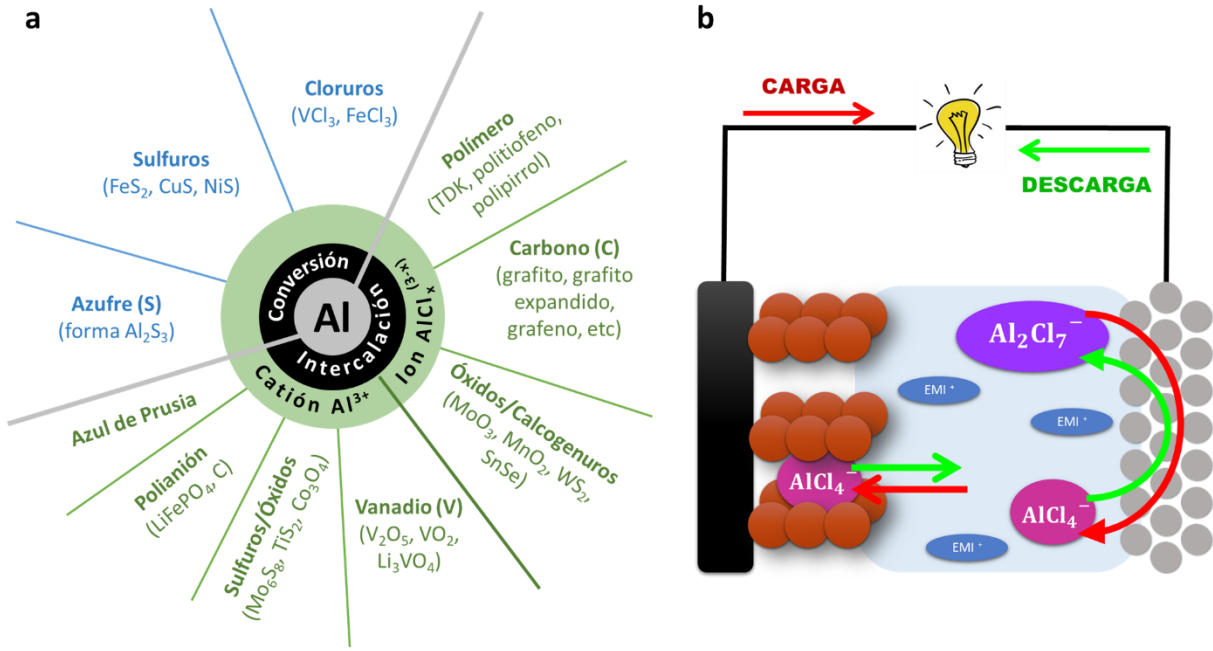 a
Cloruros
(VCl₃, FeCl₃)
Sulfuros
(FeS₂, CuS, NiS)
Azufre (S)
(forma Al₂S₃)
Polímero
(TDK, politiofeno,
polipirrol)
Carbono (C)
(grafito, grafito
expandido,
grafeno, etc)
Óxidos/Calcogenuros
(MoO₃, MnO₂, WS₂,
SnSe)
Vanadio (V)
(V₂O₅, VO₂,
Li₃VO₄)
Sulfuros/Óxidos
(Mo₆S₈, TiS₂, Co₃O₄)
Polianión
(LiFePO₄, C)
Azul de Prusia
Al
Conversión
Intercalación
Catión Al³⁺
Ion AlClₓ⁽³⁻ˣ⁾
b
CARGA
DESCARGA
Al₂Cl₇⁻
EMI ⁺
EMI ⁺
AlCl₄⁻
AlCl₄⁻
EMI ⁺